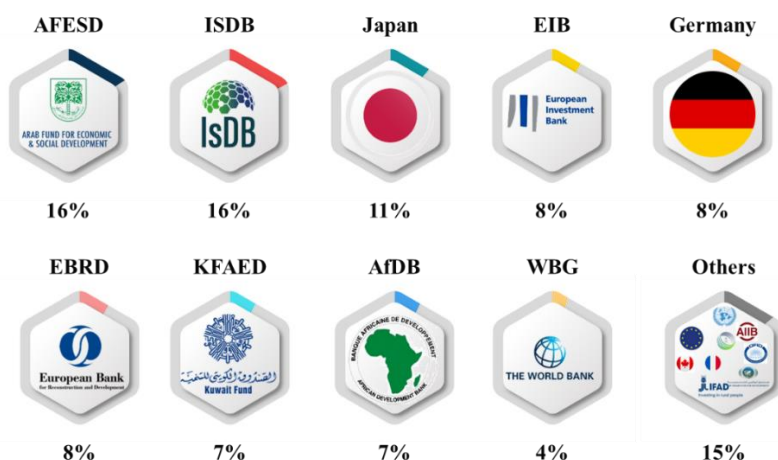 AFESD
ISDB
Japan
EIB
Germany
ARAB FUND FOR ECONOMIC
& SOCIAL DEVELOPMENT
IsDB
European
Investment
Bank
16%
16%
11%
8%
8%
EBRD
KFAED
AfDB
WBG
Others
European Bank
for Reconstruction and Development
الصندوق الكويتي للتنمية
Kuwait Fund
BANQUE AFRICAINE DE DEVELOPPEMENT
AFRICAN DEVELOPMENT BANK
THE WORLD BANK
AIIB
IFAD
Investing in rural people
8%
7%
7%
4%
15%